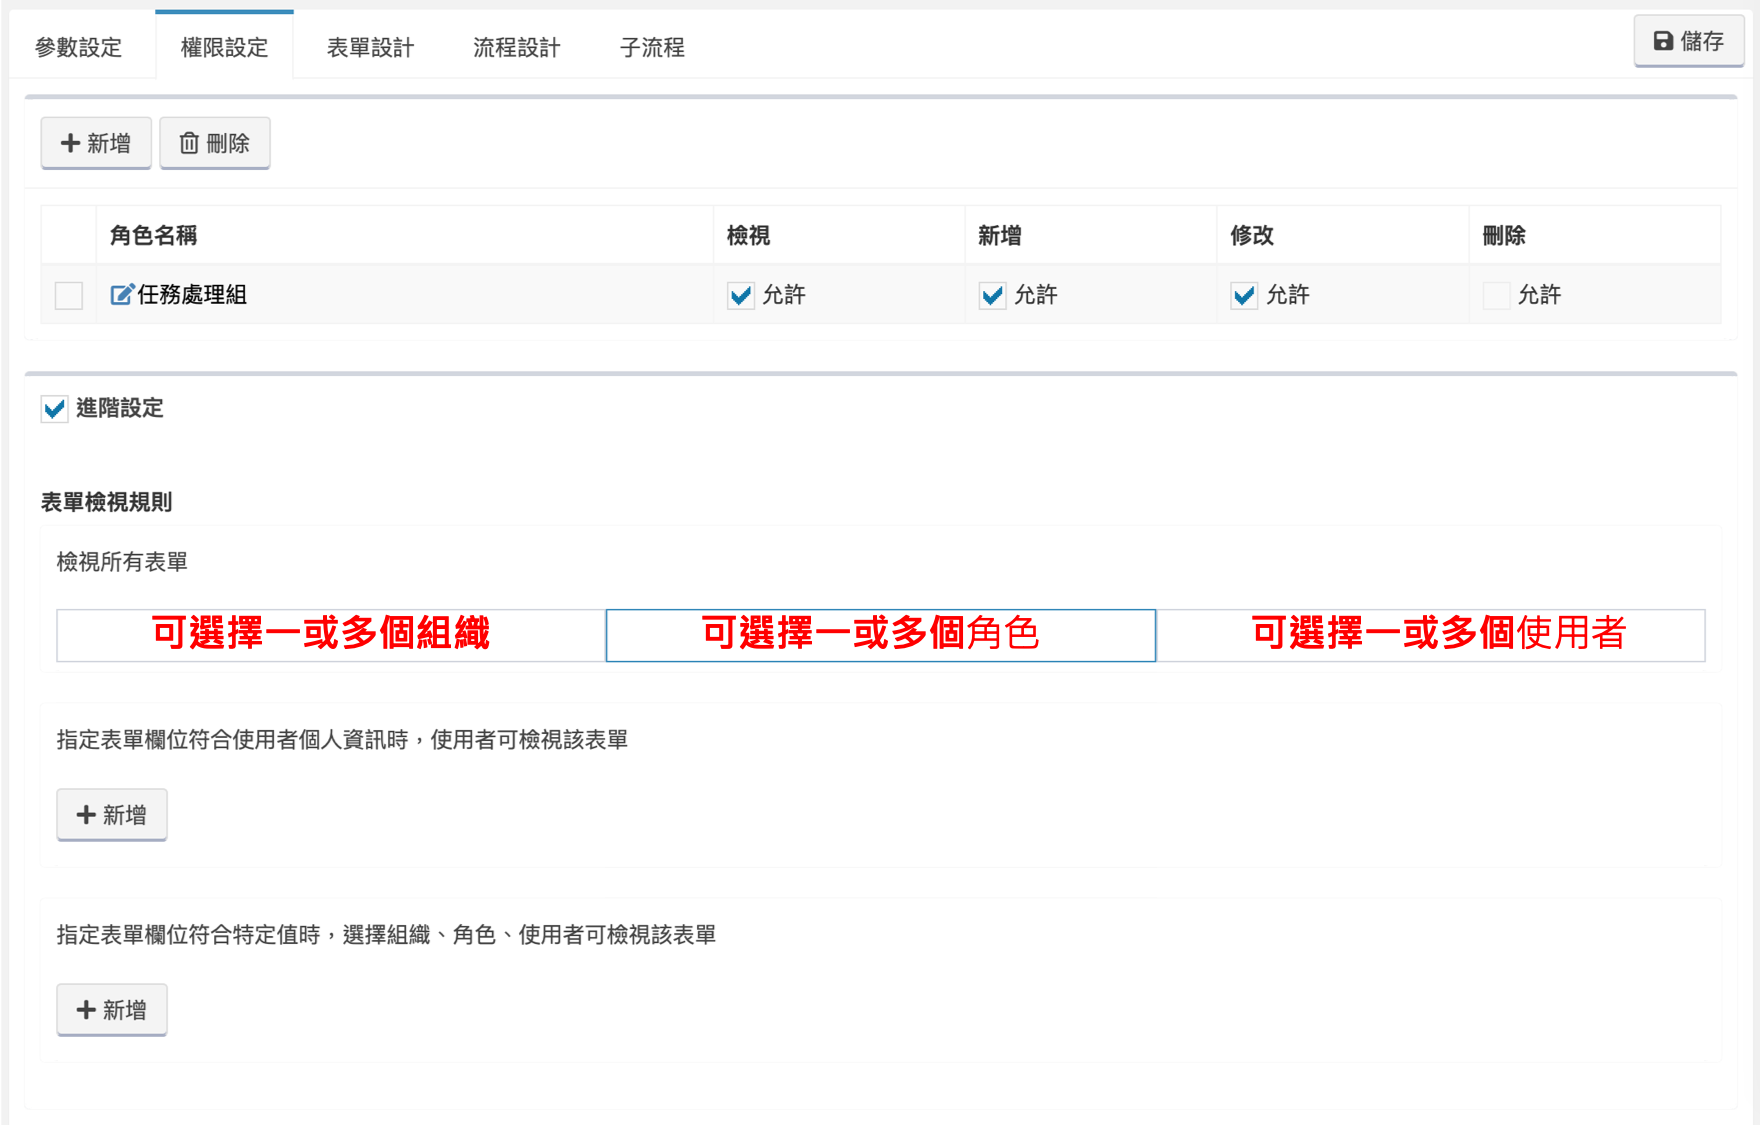 參數設定 權限設定 表單設計 流程設計 子流程 儲存
新增 刪除
角色名稱 檢視 新增 修改 刪除
任務處理組 允許 允許 允許 允許
進階設定
表單檢視規則
檢視所有表單
可選擇一或多個組織 可選擇一或多個角色 可選擇一或多個使用者
指定表單欄位符合使用者個人資訊時，使用者可檢視該表單
新增
指定表單欄位符合特定值時，選擇組織、角色、使用者可檢視該表單
新增